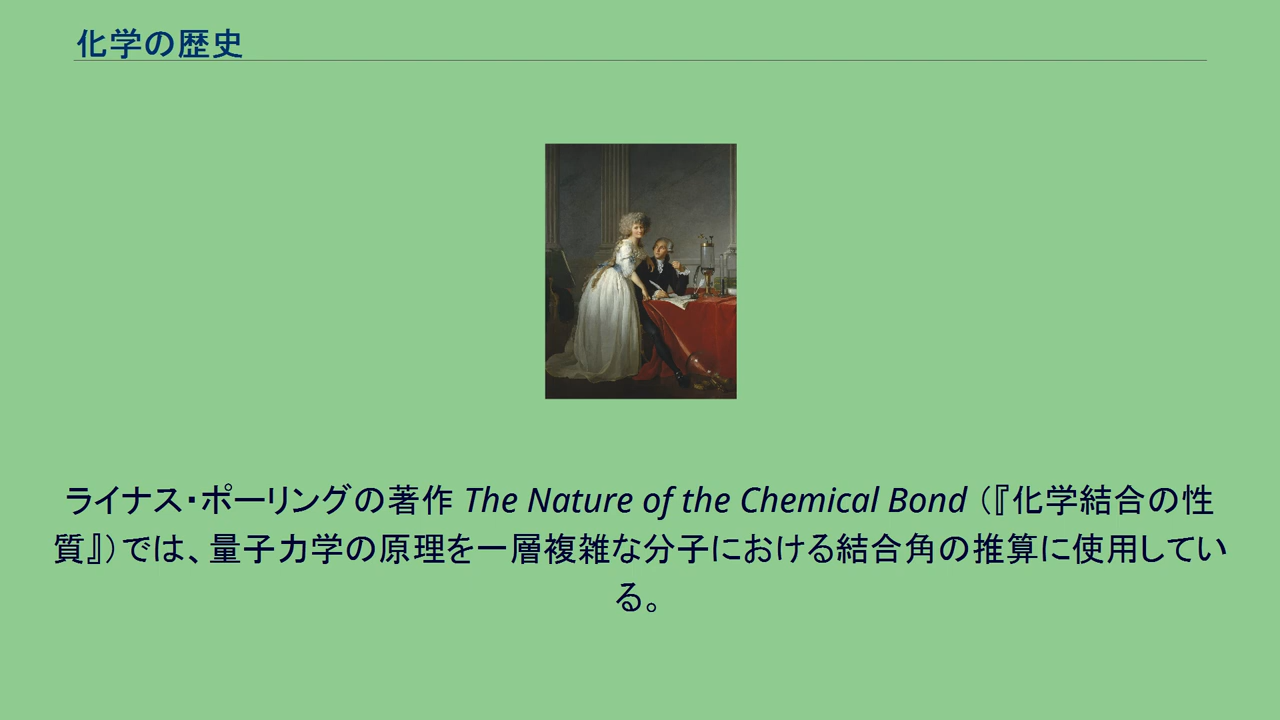 化学の歴史
ライナス・ポーリングの著作 The Nature of the Chemical Bond（『化学結合の性
質』）では、量子力学の原理を一層複雑な分子における結合角の推算に使用してい
る。